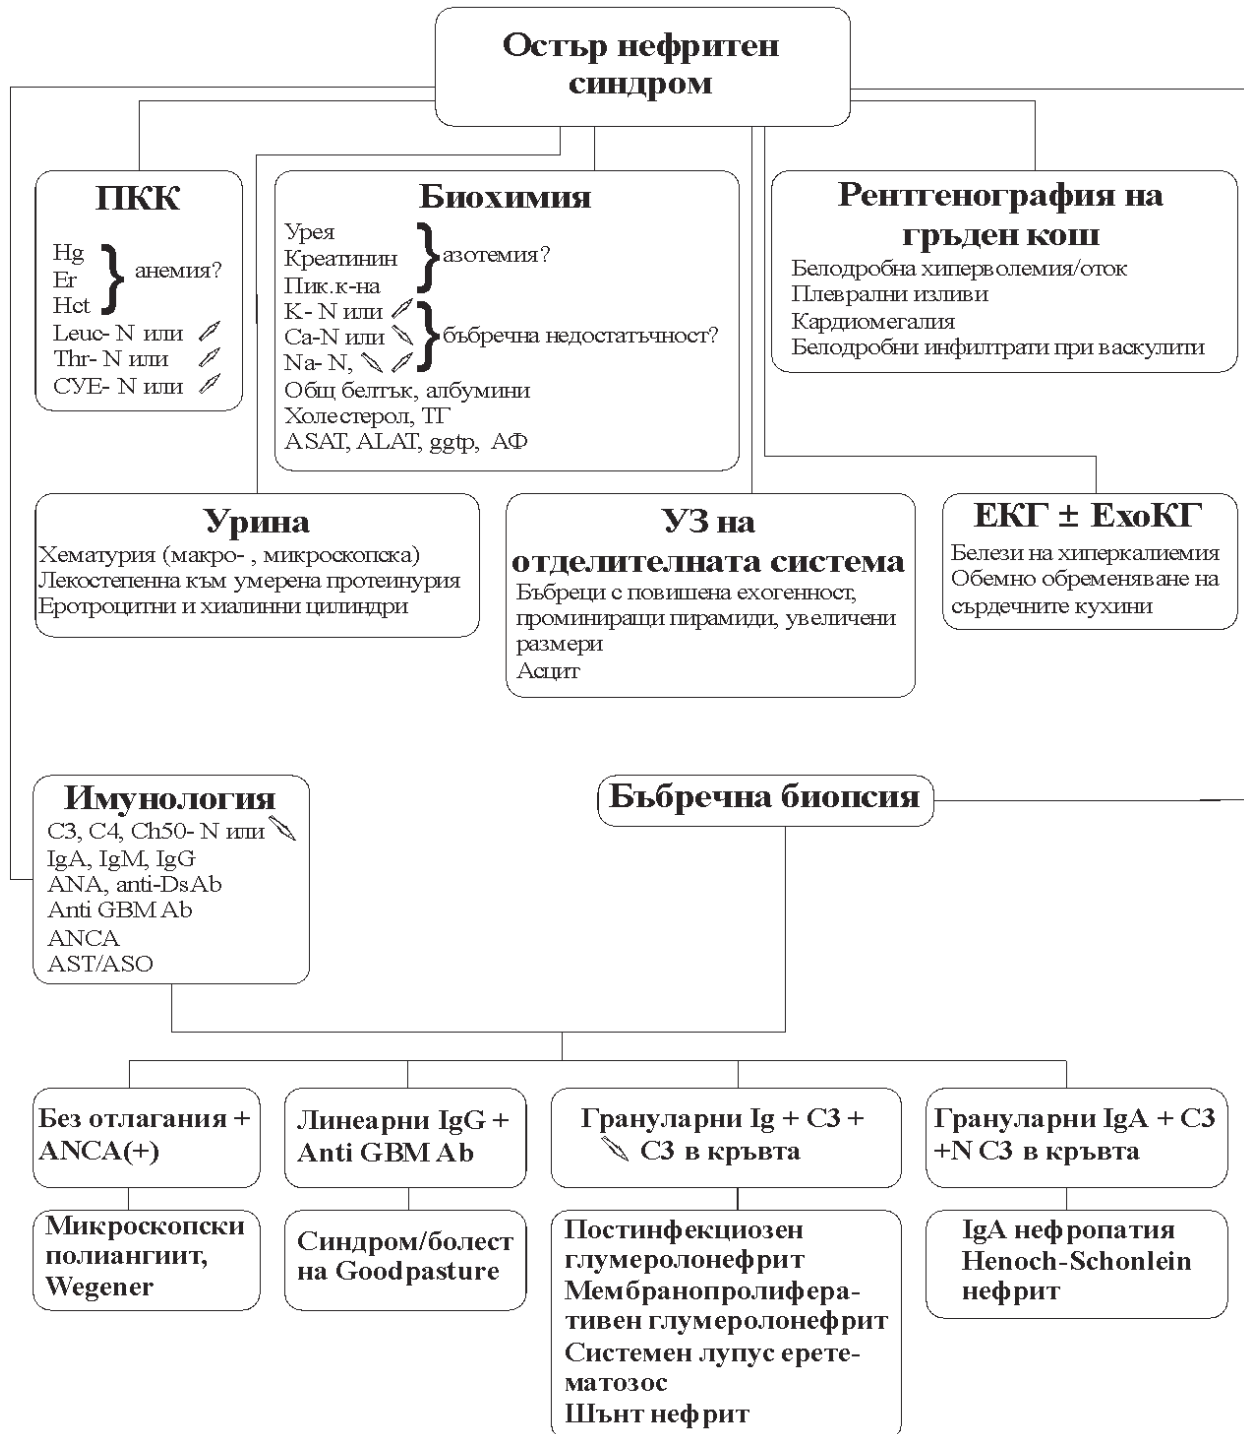 Остър нефритен
синдром
ПКК
Hg
Er
Hct
анемия?
Leuc- N или
Thr- N или
СУЕ- N или
Биохимия
Урея
Креатинин
Пик.к-на
азотемия?
K- N или
Ca-N или
Na- N,
бъбречна недостатъчност?
Общ белтък, албумини
Холестерол, ТГ
ASAT, ALAT, ggtp, АФ
Рентгенография на
гръден кош
Белодробна хиперволемия/оток
Плеврални изливи
Кардиомегалия
Белодробни инфилтрати при васкулити
Урина
Хематурия (макро- , микроскопска)
Лекостепенна към умерена протеинурия
Еротроцитни и хиалинни цилиндри
УЗ на
отделителната система
Бъбреци с повишена ехогенност,
проминиращи пирамиди, увеличени
размери
Асцит
ЕКГ ± ЕхоКГ
Белези на хиперкалиемия
Обемно обременяване на
сърдечните кухини
Имунология
C3, C4, Ch50- N или
IgA, IgM, IgG
ANA, anti-DsAb
Anti GBM Ab
ANCA
AST/ASO
Бъбречна биопсия
Без отлагания +
ANCA(+)
Линеарни IgG +
Anti GBM Ab
Гранулaрни Ig + C3 +
C3 в кръвта
Гранулaрни IgA + C3
+N C3 в кръвта
Микроскопски
полиангиит,
Wegener
Синдром/болест
на Goodpasture
Постинфекциозен
глумеролонефрит
Мембранопролифера-
тивен глумеролонефрит
Системен лупус ерете-
матозос
Шънт нефрит
IgA нефропатия
Henoch-Schonlein
нефрит